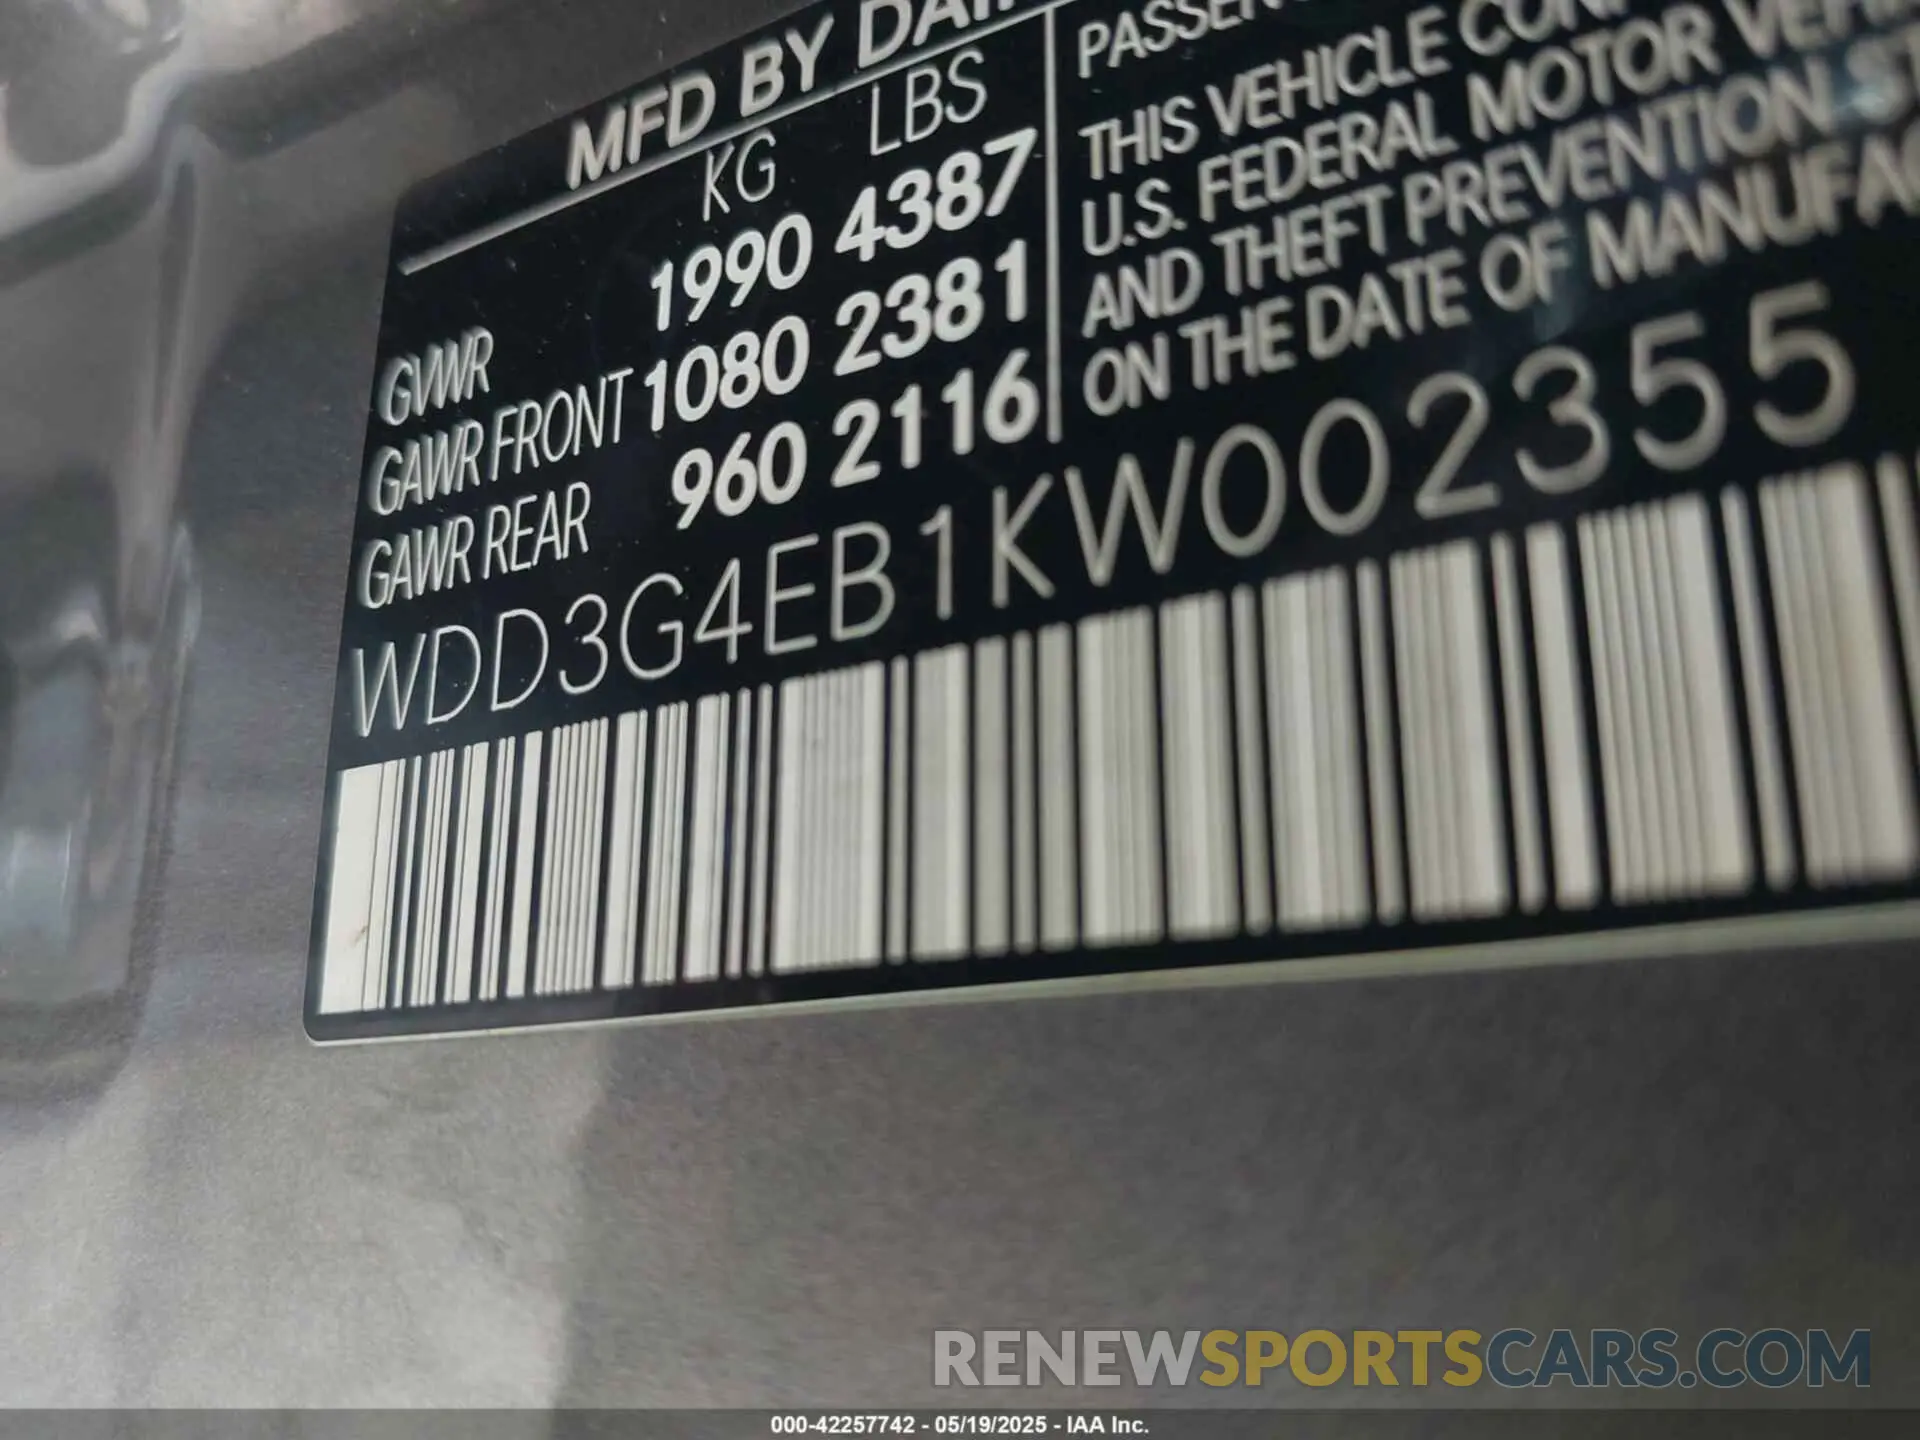 MFD BY DAI
KG LBS
GVWR 1990 4387
GAWR FRONT 1080 2381
GAWR REAR 960 2116
THIS VEHICLE
U.S. FEDERAL MOTOR
AND THEFT PREVENTION
ON THE DATE OF
WDD3G4EB1KW002355
RENEWSPORTSCARS.COM
000-42257742 - 05/19/2025 - IAA Inc.